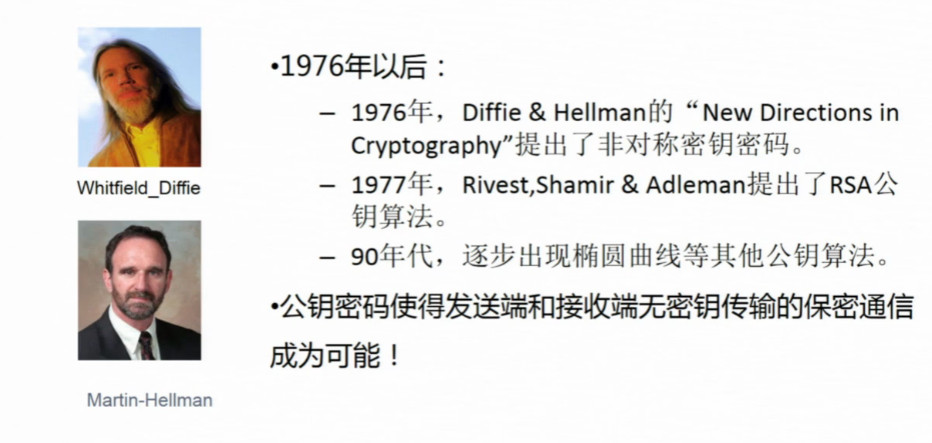 •1976年以后：
– 1976年，Diffie & Hellman的“New Directions in
Cryptography”提出了非对称密钥密码。
– 1977年，Rivest,Shamir & Adleman提出了RSA公
钥算法。
– 90年代，逐步出现椭圆曲线等其他公钥算法。
•公钥密码使得发送端和接收端无密钥传输的保密通信
成为可能！
Whitfield_Diffie
Martin-Hellman